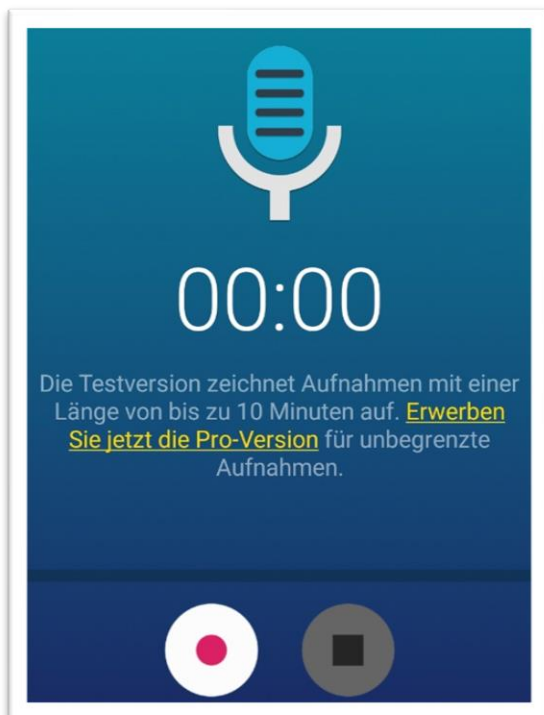 00:00
Die Testversion zeichnet Aufnahmen mit einer
Länge von bis zu 10 Minuten auf. Erwerben
Sie jetzt die Pro-Version für unbegrenzte
Aufnahmen.